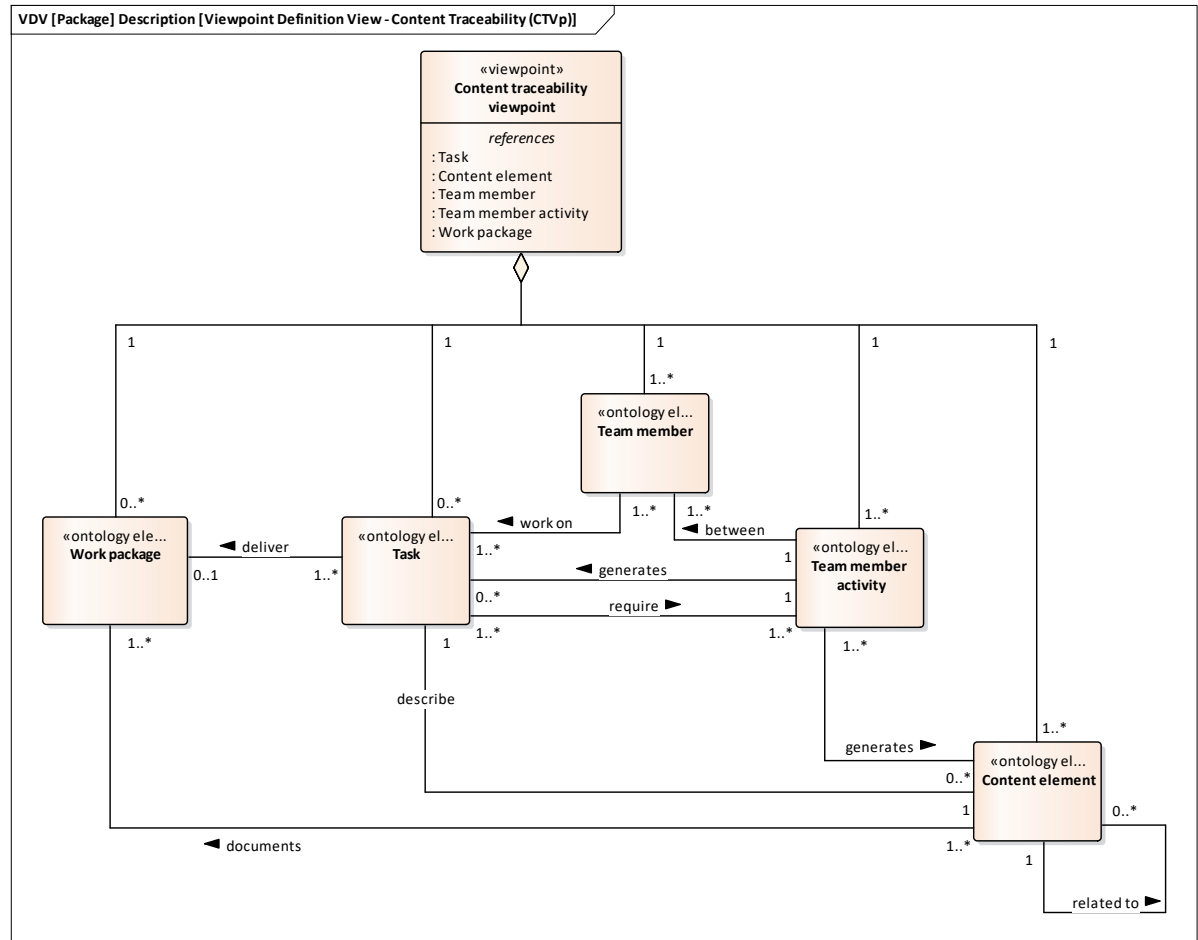 VDV [Package] Description [Viewpoint Definition View - Content Traceability (CTVp)]
«viewpoint»
Content traceability
viewpoint
references
: Task
: Content element
: Team member
: Team member activity
: Work package
1
1
1
1
1
1..*
«ontology el...
Team member
0..*
0..*
1..*
1..*
1..*
«ontology ele...
Work package
«ontology el...
Task
«ontology el...
Team member
activity
work on
1..*
between
1
deliver
0..1
1..*
generates
0..*
1
require
1..*
1..*
1..*
1
1..*
describe
1..*
generates
0..*
«ontology el...
Content element
1
0..*
documents
1..*
1
related to